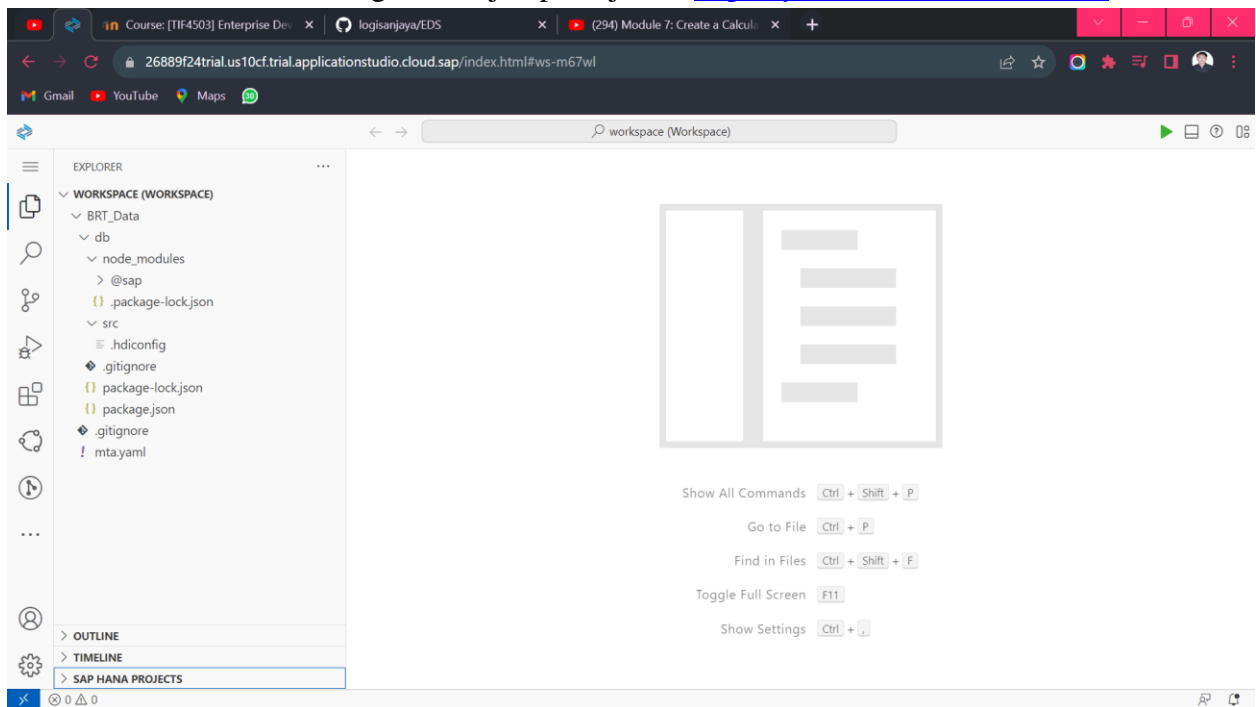 Course: [TIF4503] Enterprise Dev
logisanjaya/EDS
(294) Module 7: Create a Calcula
26889f24trial.us10cf.trial.applicationstudio.cloud.sap/index.html#ws-m67wl
Gmail
YouTube
Maps
30
workspace (Workspace)
EXPLORER
WORKSPACE (WORKSPACE)
BRT_Data
db
node_modules
@sap
{} .package-lock.json
src
.hdiconfig
.gitignore
{} package-lock.json
{} package.json
.gitignore
! mta.yaml
Show All Commands Ctrl + Shift + P
Go to File Ctrl + P
Find in Files Ctrl + Shift + F
Toggle Full Screen F11
Show Settings Ctrl + ,
OUTLINE
TIMELINE
SAP HANA PROJECTS
0 0